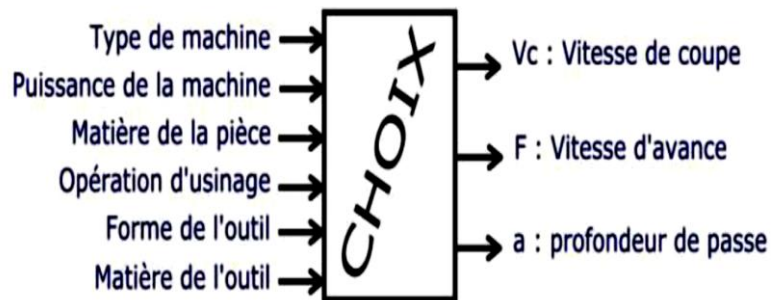 Type de machine
Puissance de la machine
Matière de la pièce
Opération d'usinage
Forme de l'outil
Matière de l'outil
CHOIX
Vc : Vitesse de coupe
F : Vitesse d'avance
a : profondeur de passe